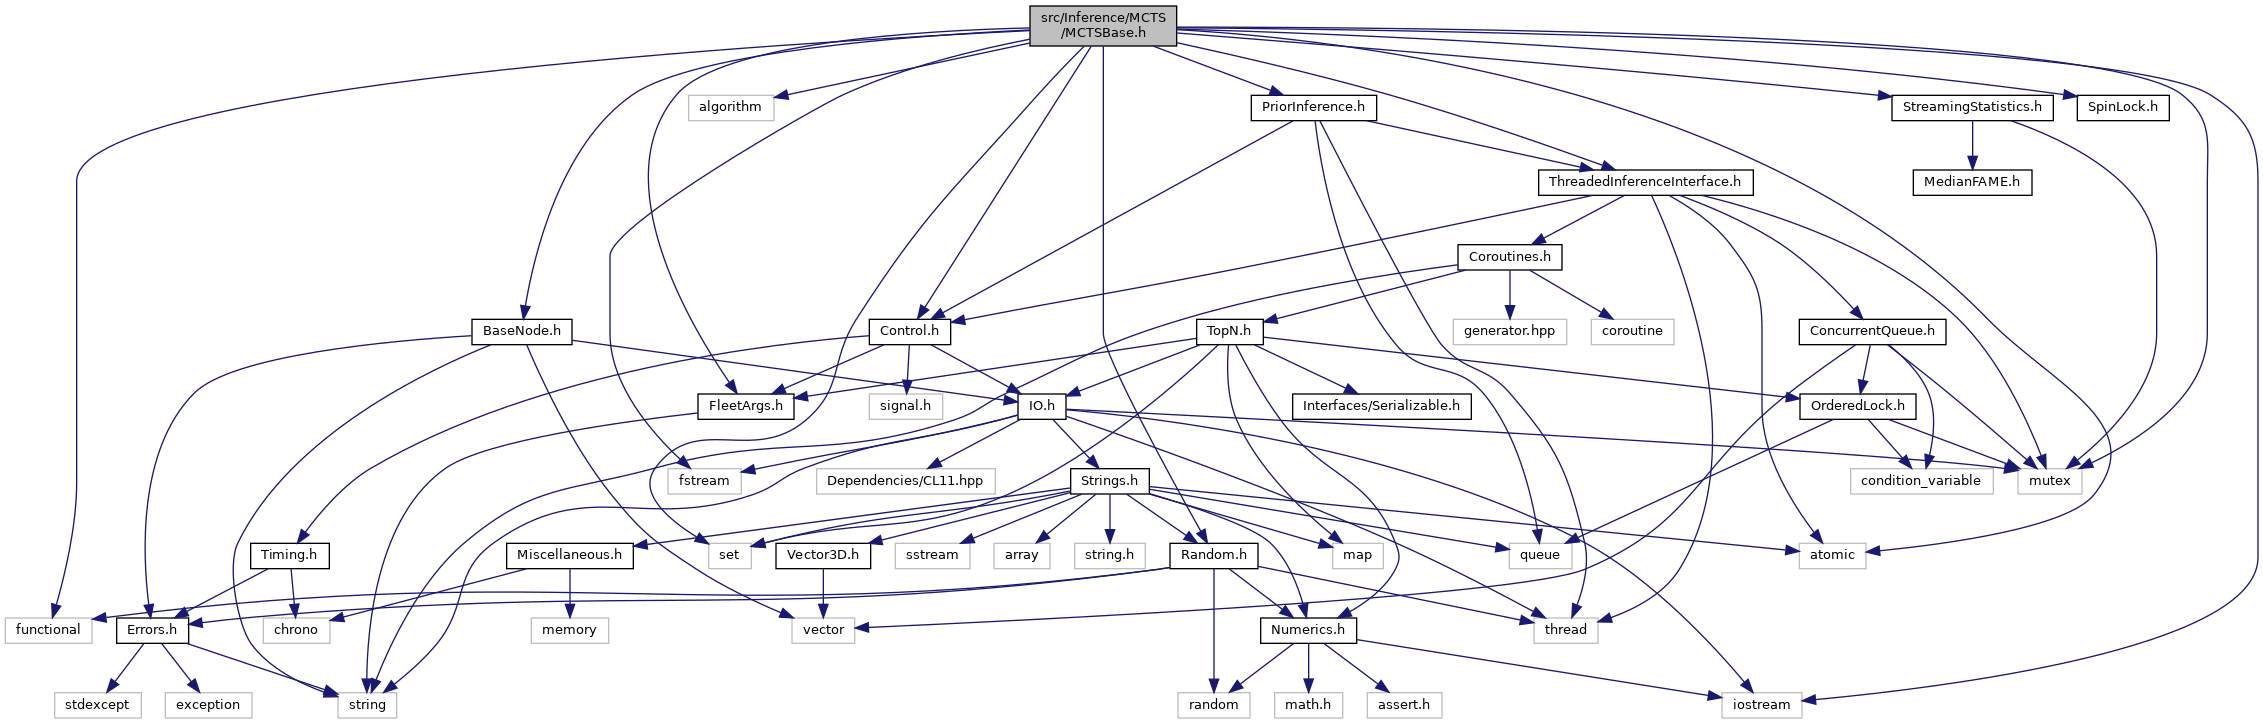 src/Inference/MCTS
/MCTSBase.h
algorithm
PriorInference.h
StreamingStatistics.h
SpinLock.h
ThreadedInferenceInterface.h
MedianFAME.h
Coroutines.h
BaseNode.h
Control.h
TopN.h
generator.hpp
coroutine
ConcurrentQueue.h
FleetArgs.h
signal.h
IO.h
Interfaces/Serializable.h
OrderedLock.h
fstream
Dependencies/CL11.hpp
Strings.h
condition_variable
mutex
Timing.h
Miscellaneous.h
set
Vector3D.h
sstream
array
string.h
Random.h
map
queue
atomic
functional
Errors.h
chrono
memory
vector
Numerics.h
thread
stdexcept
exception
string
random
math.h
assert.h
iostream